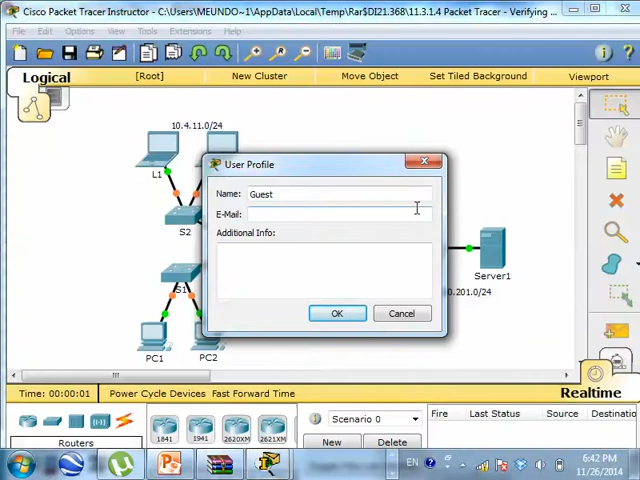 Cisco Packet Tracer Instructor - C:\Users\MEUNDO~1\AppData\Local\Temp\Rar$DI21.368\11.3.1.4 Packet Tracer - Verifying ...
File Edit Options View Tools Extensions Help
Logical [Root] New Cluster Move Object Set Tiled Background Viewport
10.4.11.0/24
L1
S2
User Profile
Name: Guest
E-Mail:
Additional Info:
OK Cancel
Server1
0.201.0/24
S1
PC1 PC2
Time: 00:00:01 Power Cycle Devices Fast Forward Time Realtime
Routers
1841 1941 2620XM 2621XM
Scenario 0
New Delete
Fire Last Status Source Destinatio
EN
6:42 PM
11/26/2014